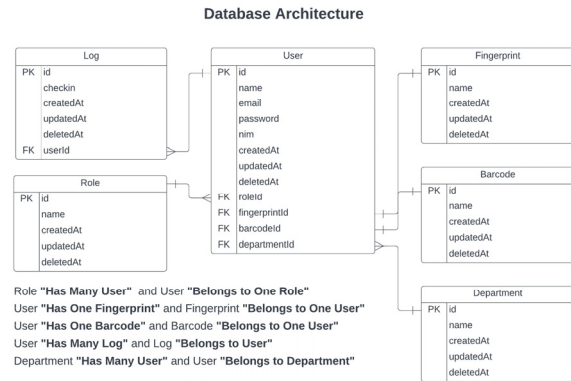 Database Architecture
Log
PK id
checkin
createdAt
updatedAt
deletedAt
FK userId
User
PK id
name
email
password
nim
createdAt
updatedAt
deletedAt
FK roleId
FK fingerprintId
FK barcodeId
FK departmentId
Fingerprint
PK id
name
createdAt
updatedAt
deletedAt
Role
PK id
name
createdAt
updatedAt
deletedAt
Barcode
PK id
name
createdAt
updatedAt
deletedAt
Department
PK id
name
createdAt
updatedAt
deletedAt
Role "Has Many User" and User "Belongs to One Role"
User "Has One Fingerprint" and Fingerprint "Belongs to One User"
User "Has One Barcode" and Barcode "Belongs to One User"
User "Has Many Log" and Log "Belongs to User"
Department "Has Many User" and User "Belongs to Department"